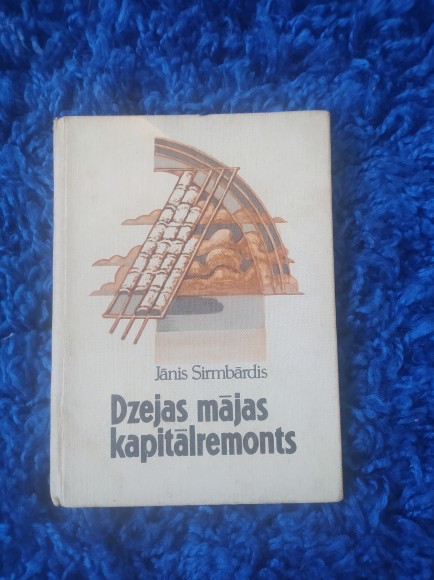 Jānis Sirmbārdis
Dzejas mājas
kapitālremonts